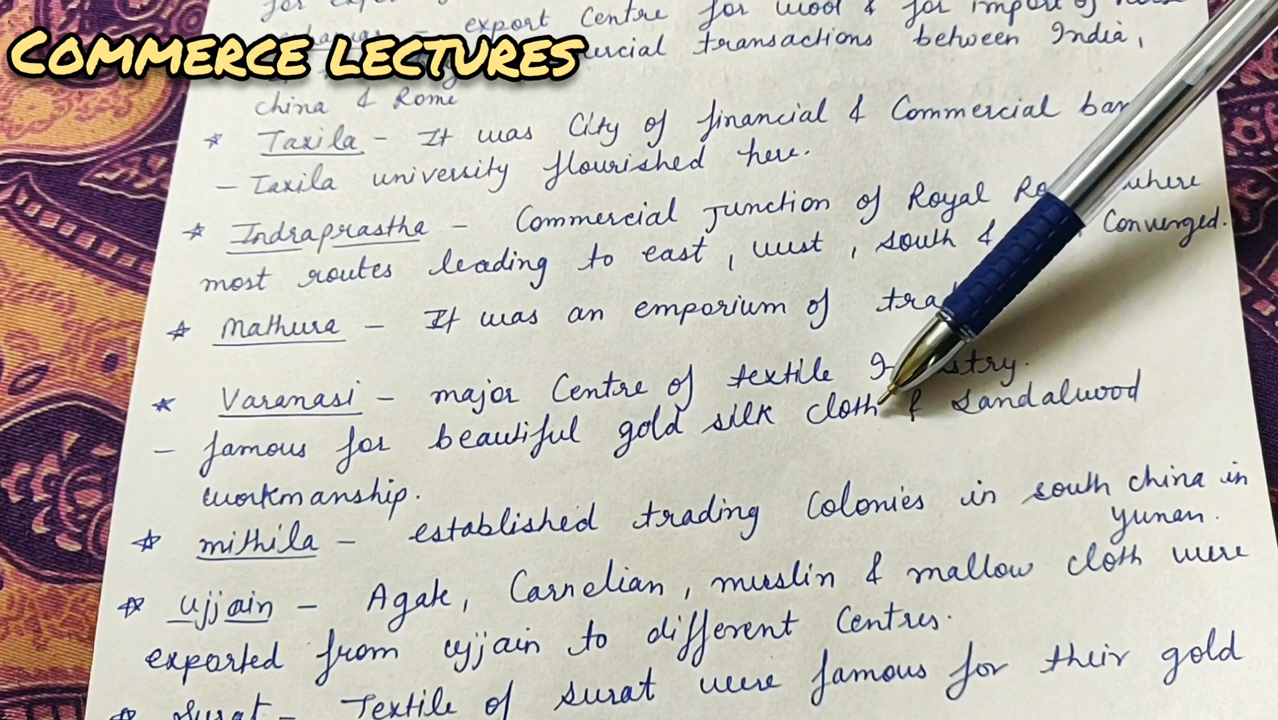 COMMERCE LECTURES
export Centre for wool & for import of
transactions between India,
china & Rome
* Taxila - It was City of financial & Commercial
- Taxila university flourished here.
* Indraprastha - Commercial Junction of Royal where
most routes leading to east, west, south & Converged.
* Mathura - It was an emporium of
* Varanasi - major Centre of textile
- famous for beautiful gold silk cloth & Sandalwood
workmanship.
* mithila - established trading Colonies in south china in
yunan.
* Ujjain - Agate, Carnelian, muslin & mallow cloth were
exported from ujjain to different Centres.
* Surat - Textile of surat were famous for their gold